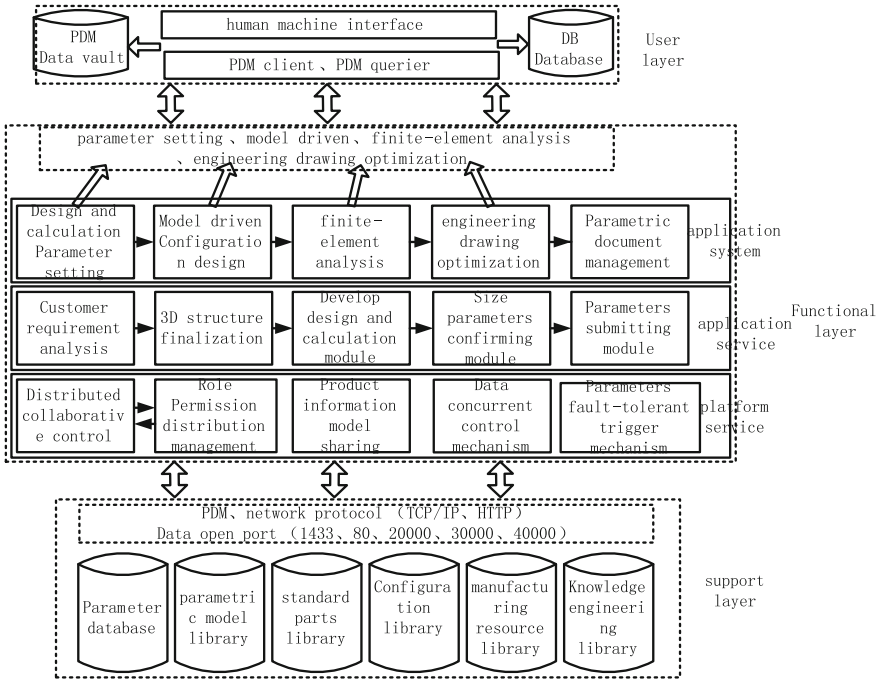 human machine interface
PDM
Data vault
DB
Database
PDM client、PDM querier
User
layer
parameter setting、model driven、finite-element analysis
、engineering drawing optimization
Design and
calculation
Parameter
setting
Model driven
Configuratio
n design
finite-
element
analysis
engineering
drawing
optimization
Parametric
document
management
application
system
Customer
requirement
analysis
3D structure
finalization
Develop
design and
calculation
module
Size
parameters
confirming
module
Parameters
submitting
module
application
service
Functional
layer
Distributed
collaborativ
e control
Role
Permission
distribution
management
Product
information
model
sharing
Data
concurrent
control
mechanism
Parameters
fault-tolerant
trigger
mechanism
platform
service
PDM、network protocol （TCP/IP、HTTP）
Data open port （1433、80、20000、30000、40000）
Parameter
database
parametri
c model
library
standard
parts
library
Configura
tion
library
manufactu
ring
resource
library
Knowledge
engineeri
ng
library
support
layer